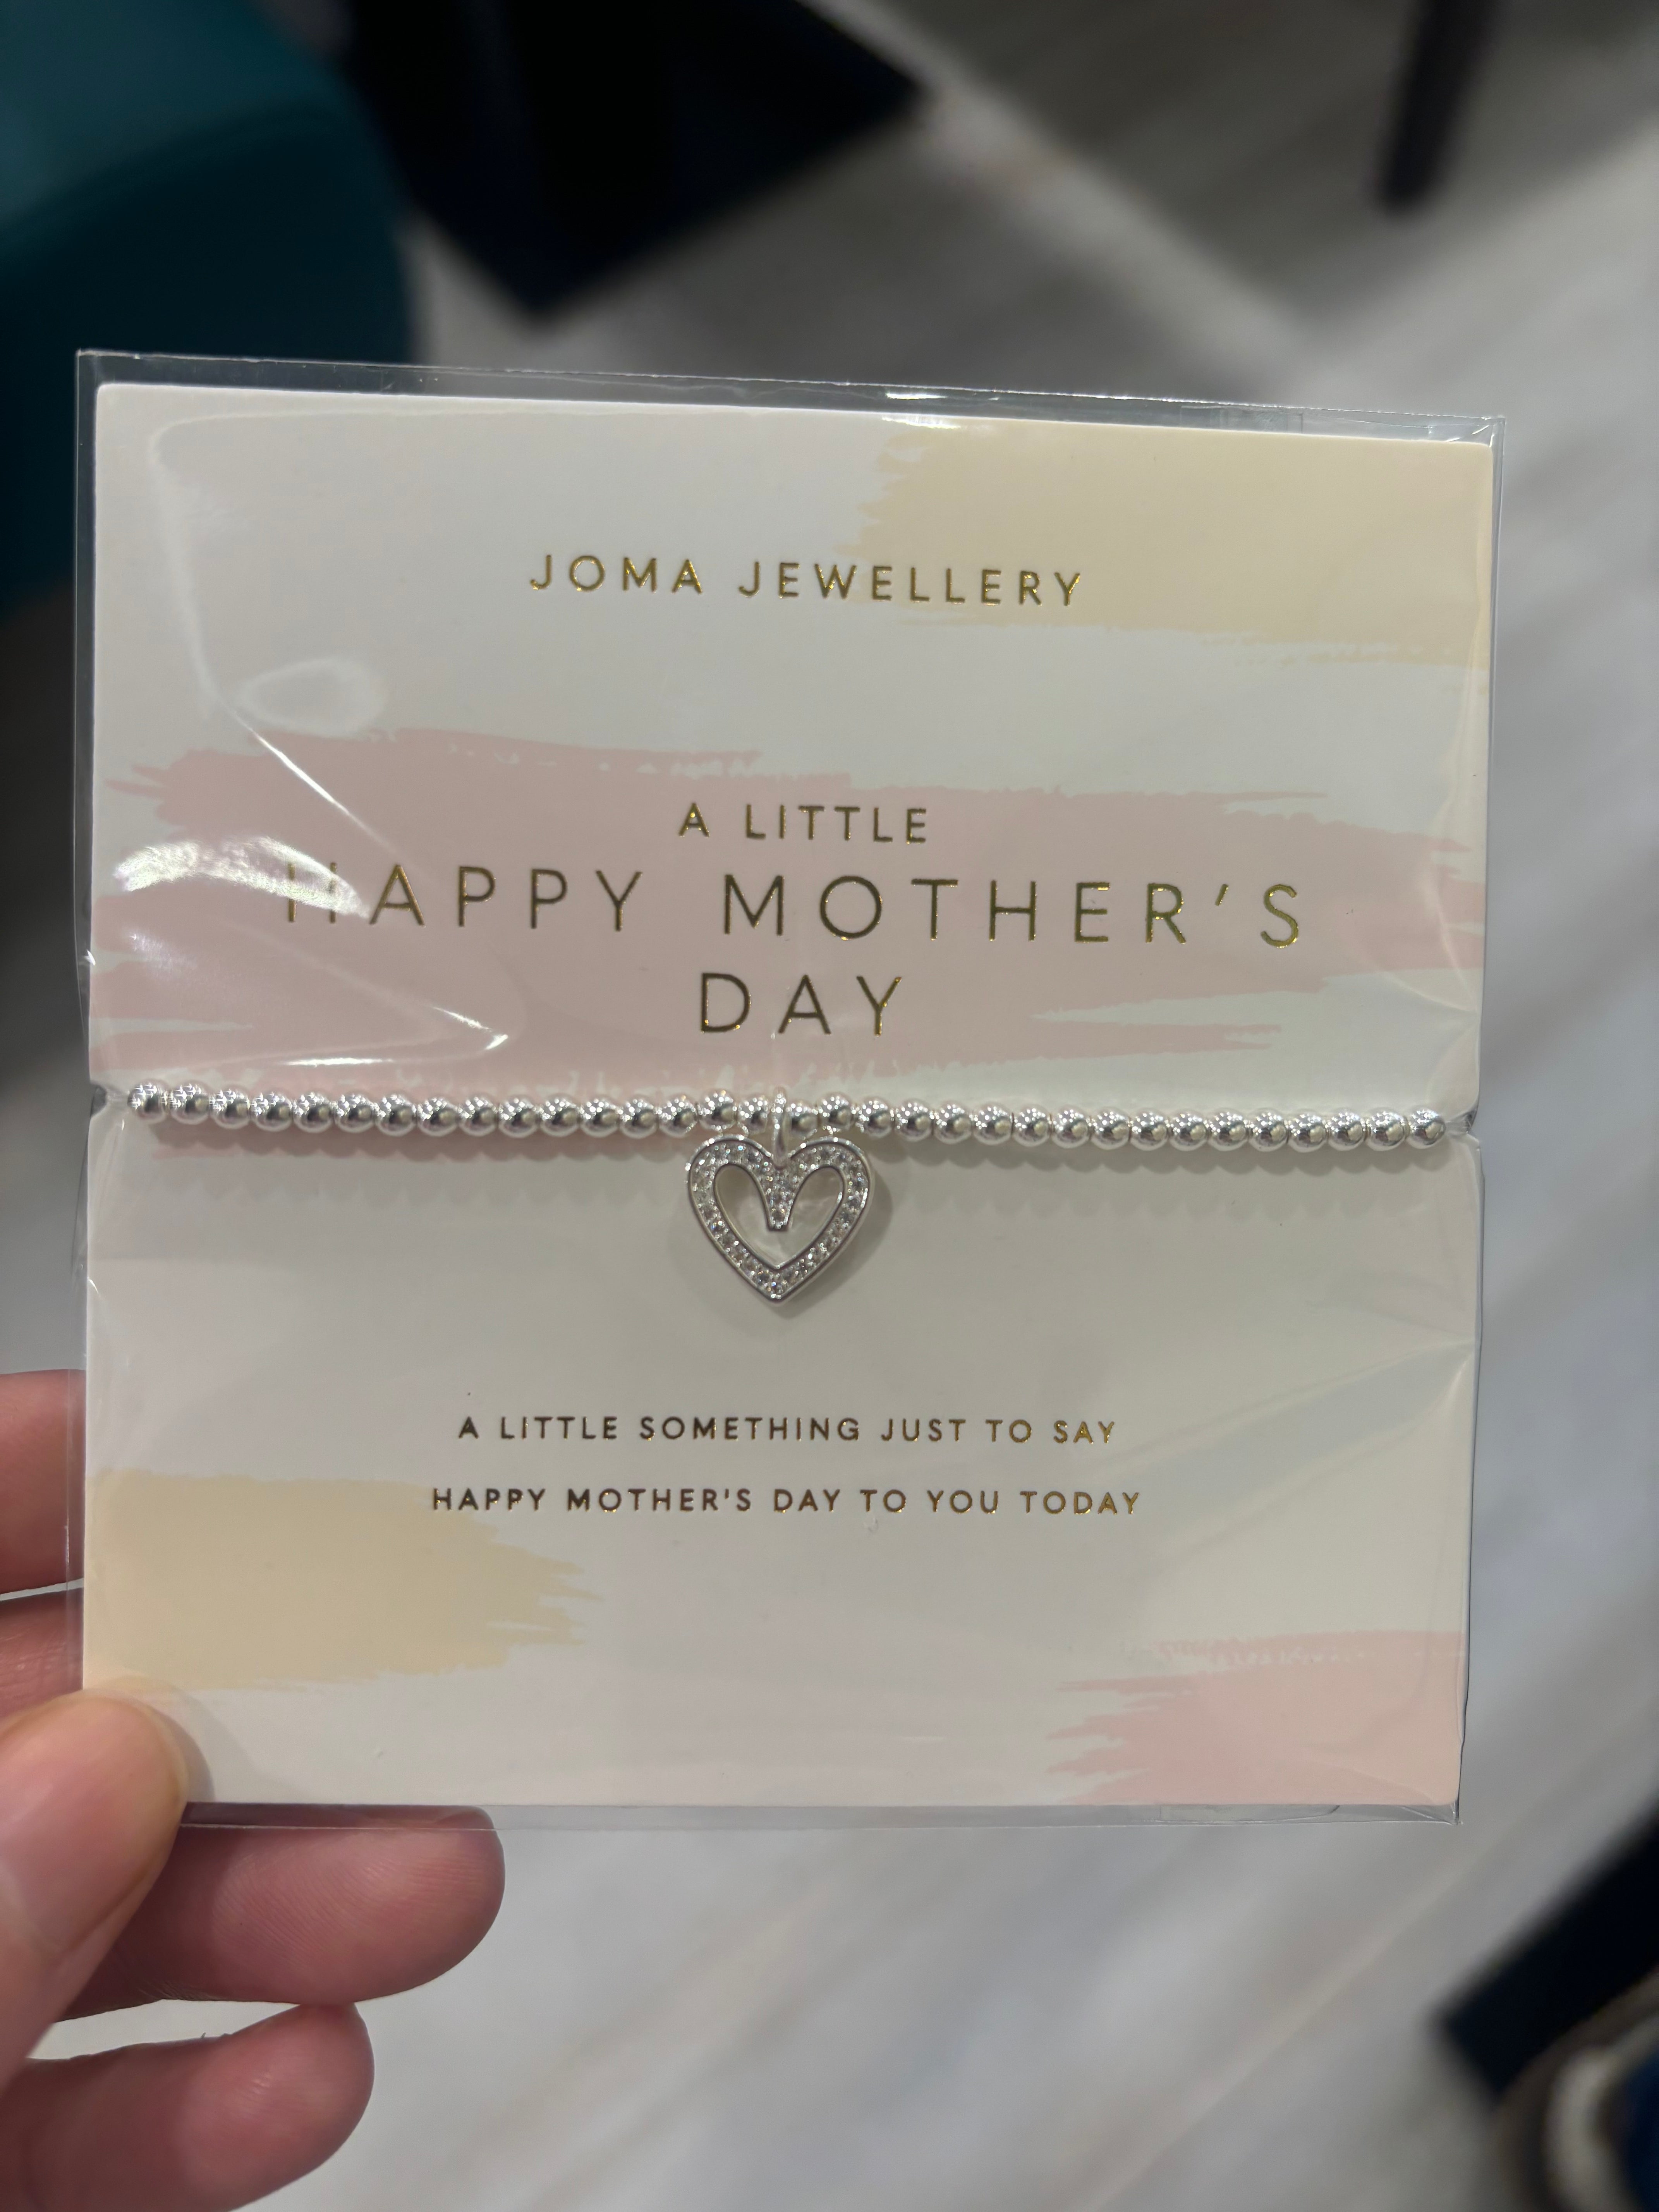 JOMA JEWELLERY
A LITTLE
HAPPY MOTHER'S
DAY
A LITTLE SOMETHING JUST TO SAY
HAPPY MOTHER'S DAY TO YOU TODAY